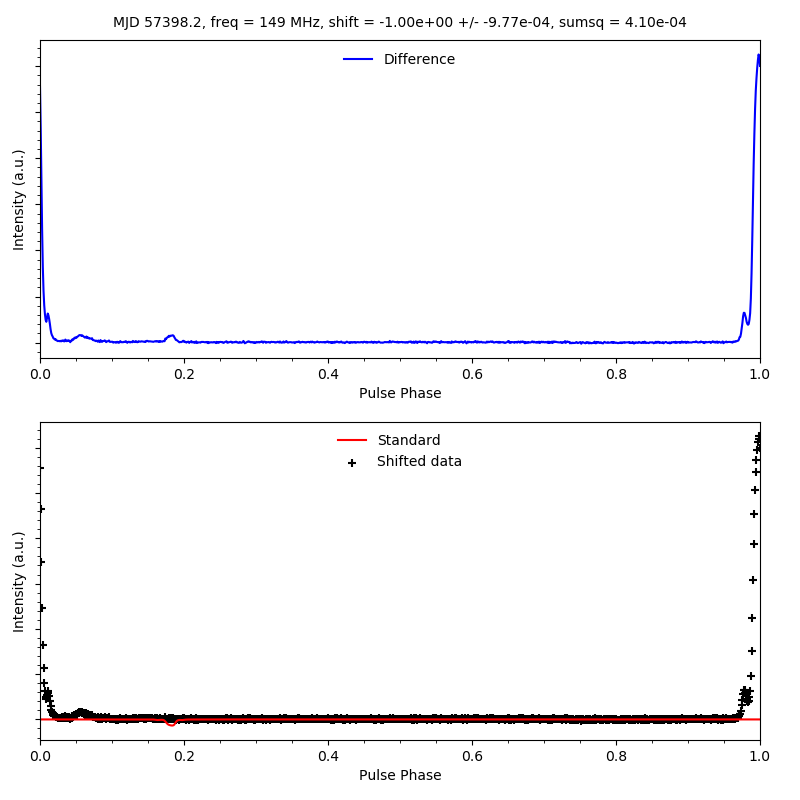 MJD 57398.2, freq = 149 MHz, shift = -1.00e+00 +/- -9.77e-04, sumsq = 4.10e-04
Difference
Intensity (a.u.)
0.0 0.2 0.4 0.6 0.8 1.0
Pulse Phase
Standard
Shifted data
Intensity (a.u.)
0.0 0.2 0.4 0.6 0.8 1.0
Pulse Phase